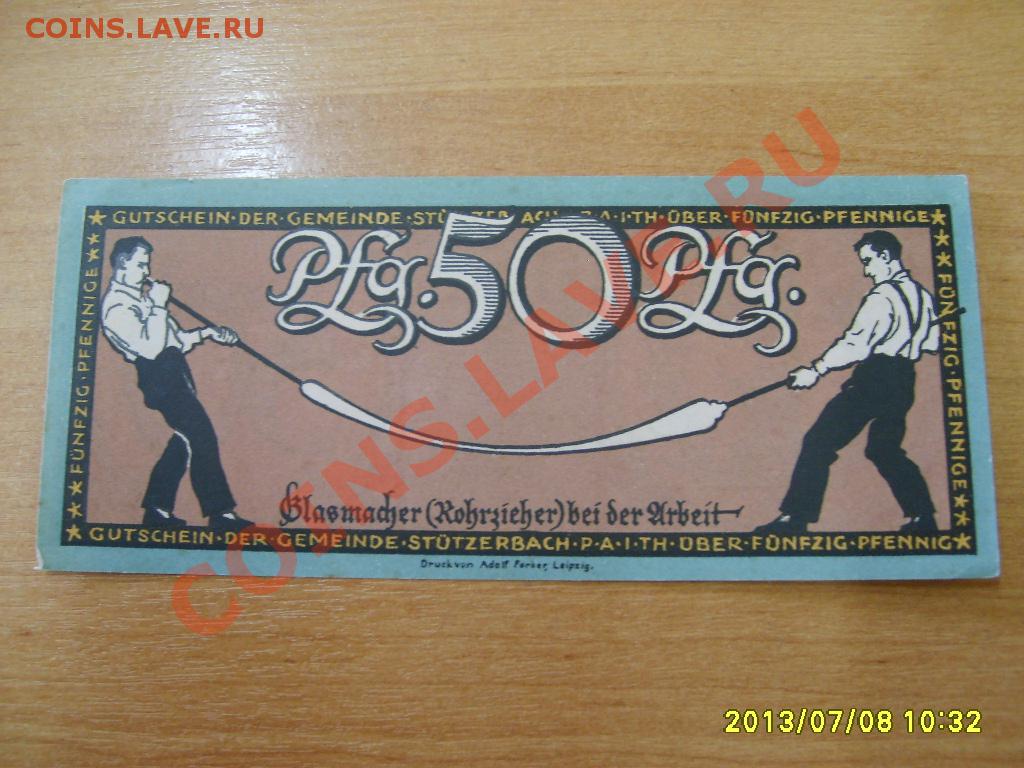 COINS.LAVE.RU
GUTSCHEIN·DER·GEMEINDE·STÜTZERBACH·P·A·I·TH·ÜBER·FÜNFZIG·PFENNIGE
Pfg. 50 Pfg.
FÜNFZIG·PFENNIGE
FÜNFZIG·PFENNIGE
Glasmacher (Rohrzieher) bei der Arbeit
GUTSCHEIN·DER·GEMEINDE·STÜTZERBACH·P·A·I·TH·ÜBER·FÜNFZIG·PFENNIG
Druck von Adolf Leipzig.
COINS.LAVE.RU
2013/07/08 10:32